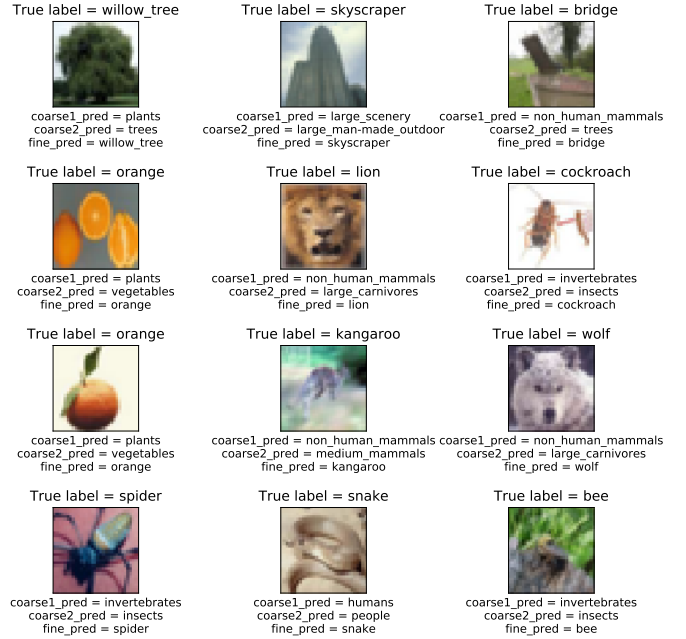 True label = willow_tree
coarse1_pred = plants
coarse2_pred = trees
fine_pred = willow_tree
True label = skyscraper
coarse1_pred = large_scenery
coarse2_pred = large_man-made_outdoor
fine_pred = skyscraper
True label = bridge
coarse1_pred = non_human_mammals
coarse2_pred = trees
fine_pred = bridge
True label = orange
coarse1_pred = plants
coarse2_pred = vegetables
fine_pred = orange
True label = lion
coarse1_pred = non_human_mammals
coarse2_pred = large_carnivores
fine_pred = lion
True label = cockroach
coarse1_pred = invertebrates
coarse2_pred = insects
fine_pred = cockroach
True label = orange
coarse1_pred = plants
coarse2_pred = vegetables
fine_pred = orange
True label = kangaroo
coarse1_pred = non_human_mammals
coarse2_pred = medium_mammals
fine_pred = kangaroo
True label = wolf
coarse1_pred = non_human_mammals
coarse2_pred = large_carnivores
fine_pred = wolf
True label = spider
coarse1_pred = invertebrates
coarse2_pred = insects
fine_pred = spider
True label = snake
coarse1_pred = humans
coarse2_pred = people
fine_pred = snake
True label = bee
coarse1_pred = invertebrates
coarse2_pred = insects
fine_pred = bee